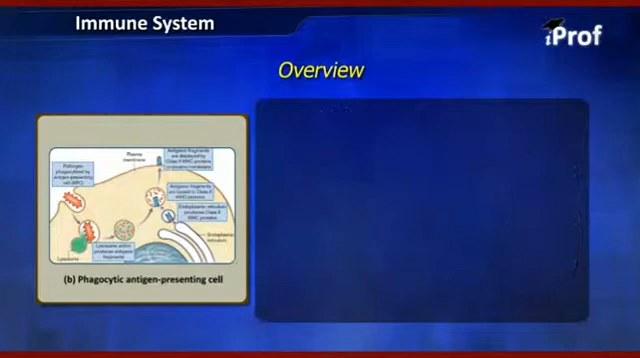 Immune System
iProf
Overview
Plasma
membrane
Antigenic fragments
are displayed by
Class II MHC proteins
Pathogen
phagocytized by
antigen-presenting
cell (APC)
Antigenic fragments
are bound to Class II
MHC proteins
Endoplasmic reticulum
produces Class II
MHC proteins
Endoplasmic
reticulum
Lysosomal action
produces antigenic
fragments
Lysosome
(b) Phagocytic antigen-presenting cell